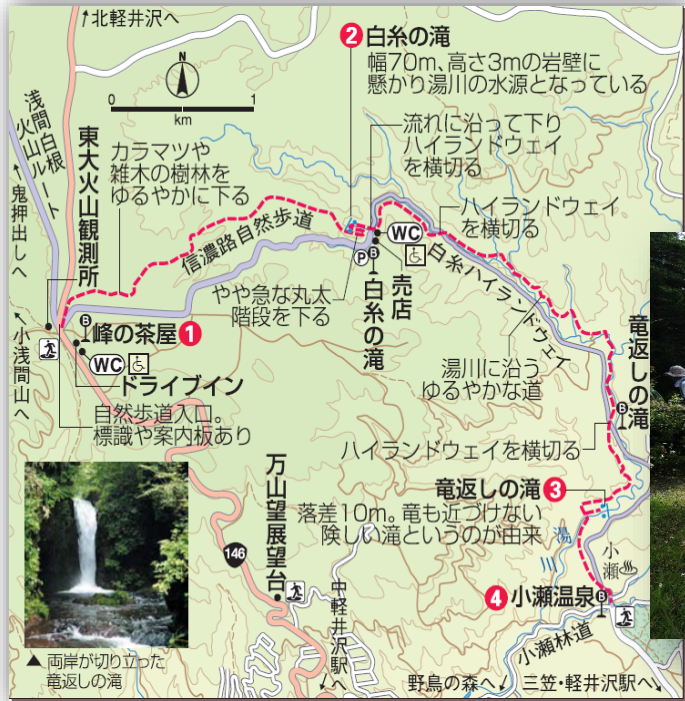 ↑北軽井沢へ
❷白糸の滝
幅70m、高さ3mの岩壁に
懸かり湯川の水源となっている
N
0 1
km
浅間白根
火山ルート
←鬼押出しへ
東大火山観測所
カラマツや
雑木の樹林を
ゆるやかに下る
流れに沿って下り
ハイランドウェイ
を横切る
信濃路自然歩道
WC
ハイランドウェイ
を横切る
P
B
売店
白糸の滝
白糸ハイランドウェイ
やや急な丸太
階段を下る
←小浅間山へ
B
峰の茶屋❶
WC
ドライブイン
自然歩道入口。
標識や案内板あり
湯川に沿う
ゆるやかな道
竜返しの滝
B
ハイランドウェイを横切る
竜返しの滝❸
落差10m。竜も近づけない
険しい滝というのが由来
湯川
万山望展望台
146
小瀬
❹小瀬温泉
B
小瀬林道
中軽井沢駅へ
野鳥の森へ
三笠・軽井沢駅へ
▲両岸が切り立った
竜返しの滝